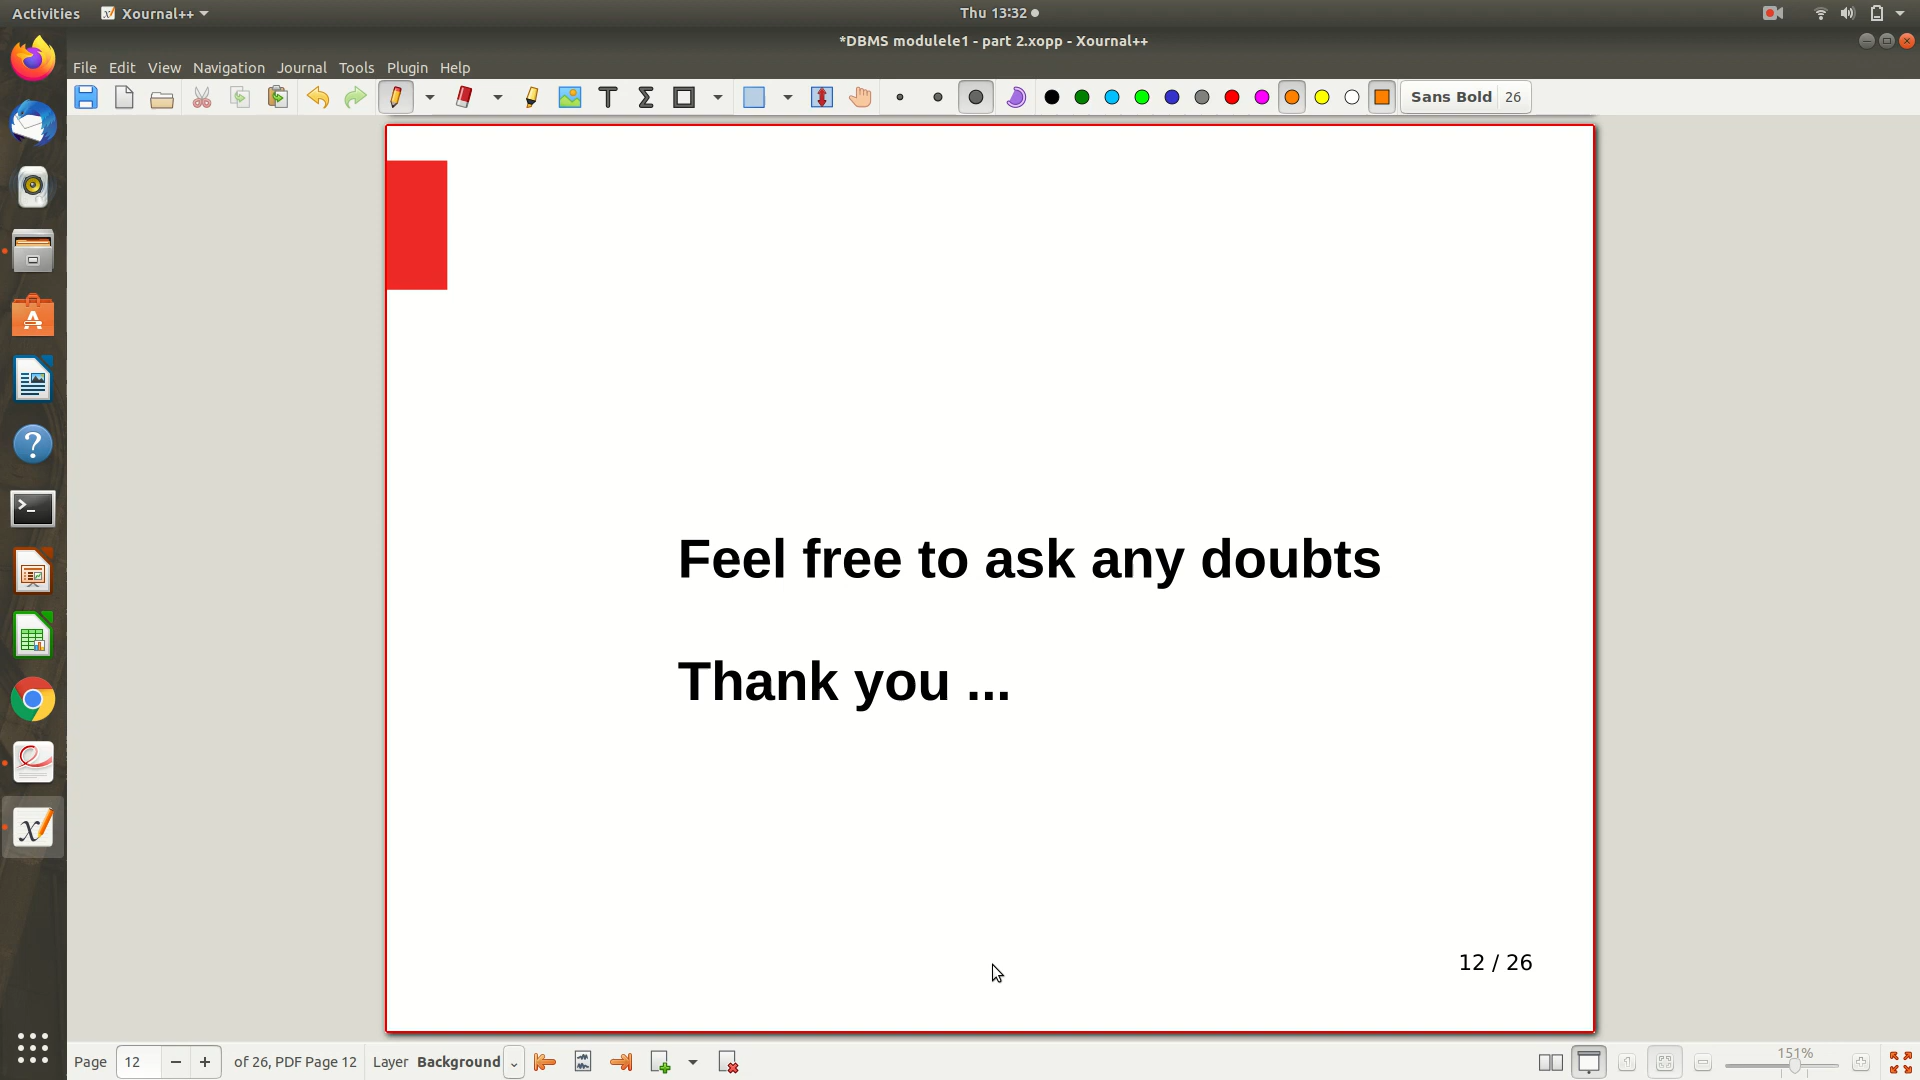 Activities Xournal++ Thu 13:32
*DBMS modulele1 - part 2.xopp - Xournal++
File Edit View Navigation Journal Tools Plugin Help
Sans Bold 26
Feel free to ask any doubts
Thank you ...
12 / 26
Page 12 of 26, PDF Page 12 Layer Background 151%